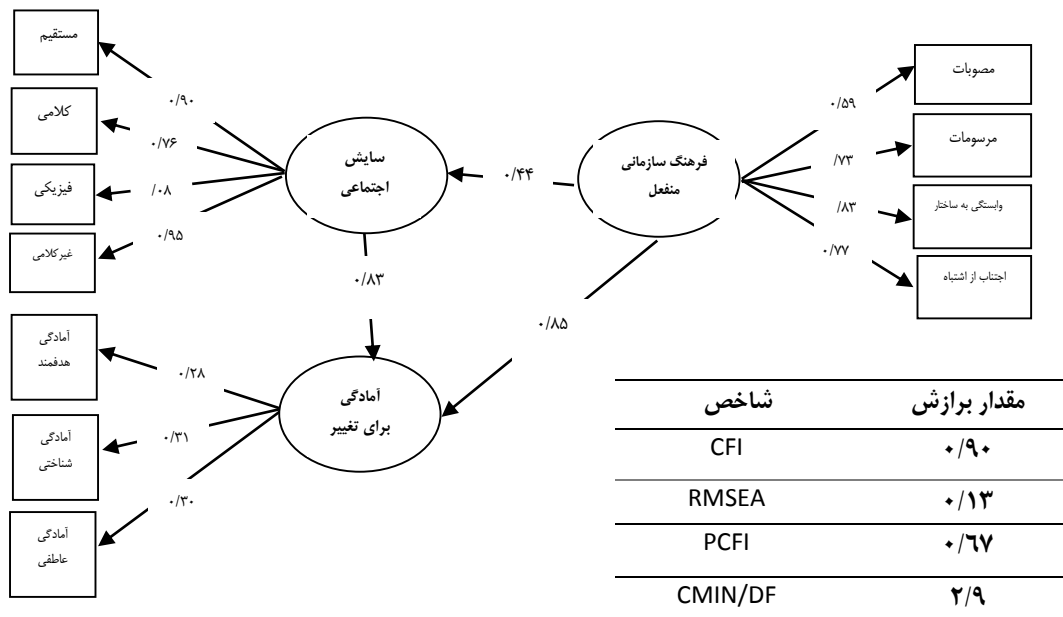 مستقیم
۰/۹۰
کلامی
۰/۷۶
فیزیکی
/۰۸
غیرکلامی
۰/۹۵
سایش
اجتماعی
۰/۴۴
فرهنگ سازمانی
منفعل
مصوبات
۰/۵۹
مرسومات
/۷۳
وابستگی به ساختار
/۸۳
اجتناب از اشتباه
۰/۷۷
۰/۸۳
۰/۸۵
آمادگی
هدفمند
۰/۲۸
آمادگی
شناختی
۰/۳۱
آمادگی
عاطفی
۰/۳۰
آمادگی
برای تغییر
شاخص مقدار برازش
CFI ۰/۹۰
RMSEA ۰/۱۳
PCFI ۰/٦٧
CMIN/DF ۲/۹